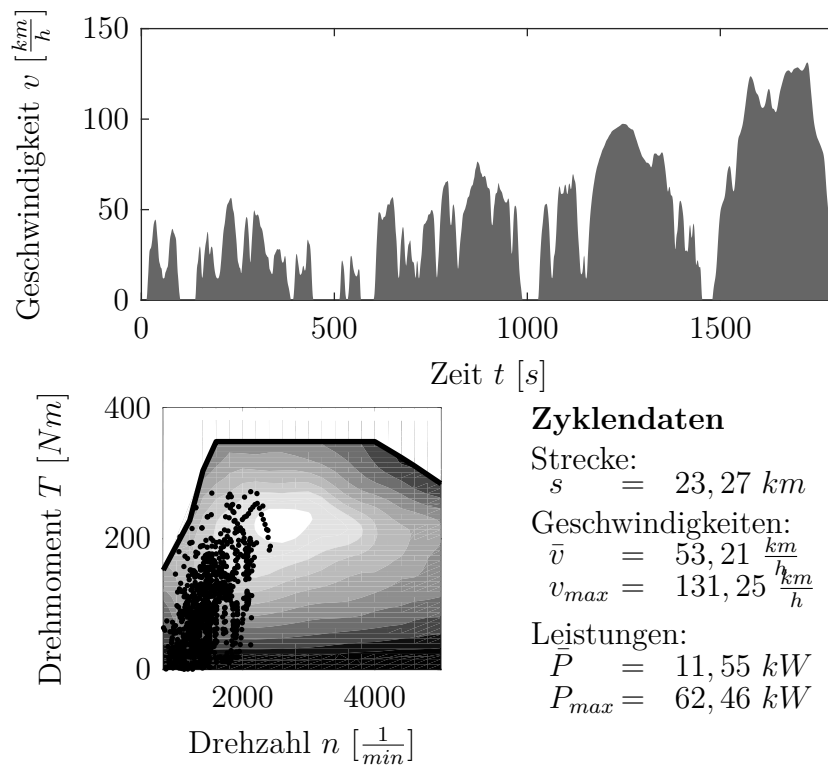 Geschwindigkeit v [km/h]
150
100
50
0
0 500 1000 1500
Zeit t [s]
Drehmoment T [Nm]
400
200
0
2000 4000
Drehzahl n [1/min]
Zyklendaten
Strecke:
s = 23, 27 km
Geschwindigkeiten:
v̄ = 53, 21 km/h
v_max = 131, 25 km/h
Leistungen:
P̄ = 11, 55 kW
P_max = 62, 46 kW